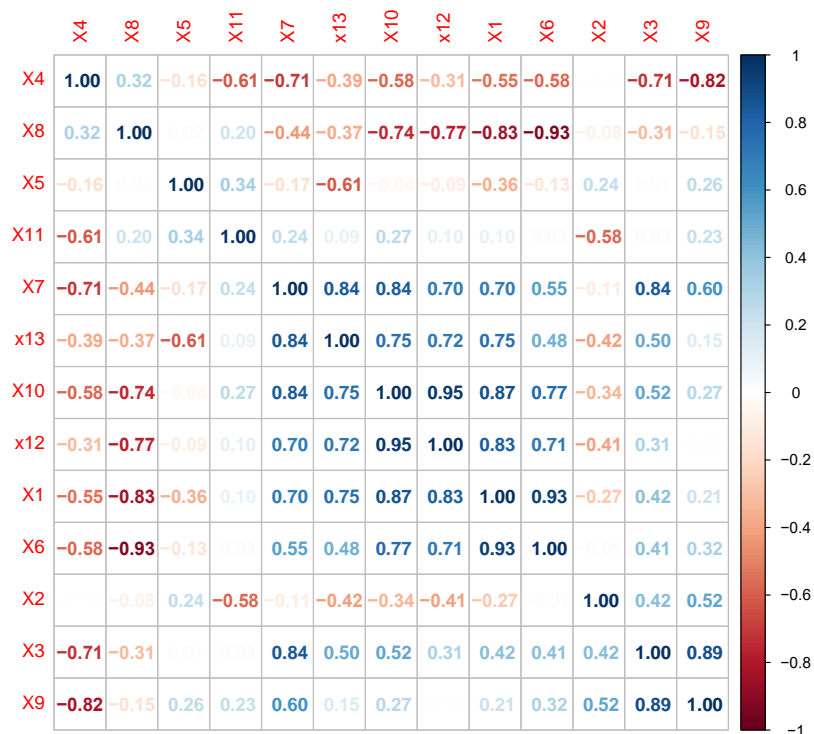 X4 X8 X5 X11 X7 x13 X10 x12 X1 X6 X2 X3 X9
X4 1.00 0.32 −0.16 −0.61 −0.71 −0.39 −0.58 −0.31 −0.55 −0.58 −0.71 −0.82 1
X8 0.32 1.00 0.20 −0.44 −0.37 −0.74 −0.77 −0.83 −0.93 −0.08 −0.31 −0.15 0.8
X5 −0.16 1.00 0.34 −0.17 −0.61 −0.04 −0.09 −0.36 −0.13 0.24 0.26 0.6
X11 −0.61 0.20 0.34 1.00 0.24 0.09 0.27 0.10 0.10 0.03 −0.58 0.03 0.23 0.4
X7 −0.71 −0.44 −0.17 0.24 1.00 0.84 0.84 0.70 0.70 0.55 −0.11 0.84 0.60
x13 −0.39 −0.37 −0.61 0.09 0.84 1.00 0.75 0.72 0.75 0.48 −0.42 0.50 0.15 0.2
X10 −0.58 −0.74 −0.04 0.27 0.84 0.75 1.00 0.95 0.87 0.77 −0.34 0.52 0.27 0
x12 −0.31 −0.77 −0.09 0.10 0.70 0.72 0.95 1.00 0.83 0.71 −0.41 0.31 −0.2
X1 −0.55 −0.83 −0.36 0.10 0.70 0.75 0.87 0.83 1.00 0.93 −0.27 0.42 0.21 −0.4
X6 −0.58 −0.93 −0.13 0.03 0.55 0.48 0.77 0.71 0.93 1.00 0.41 0.32
X2 −0.08 0.24 −0.58 −0.11 −0.42 −0.34 −0.41 −0.27 1.00 0.42 0.52 −0.6
X3 −0.71 −0.31 0.03 0.84 0.50 0.52 0.31 0.42 0.41 0.42 1.00 0.89 −0.8
X9 −0.82 −0.15 0.26 0.23 0.60 0.15 0.27 0.21 0.32 0.52 0.89 1.00 −1